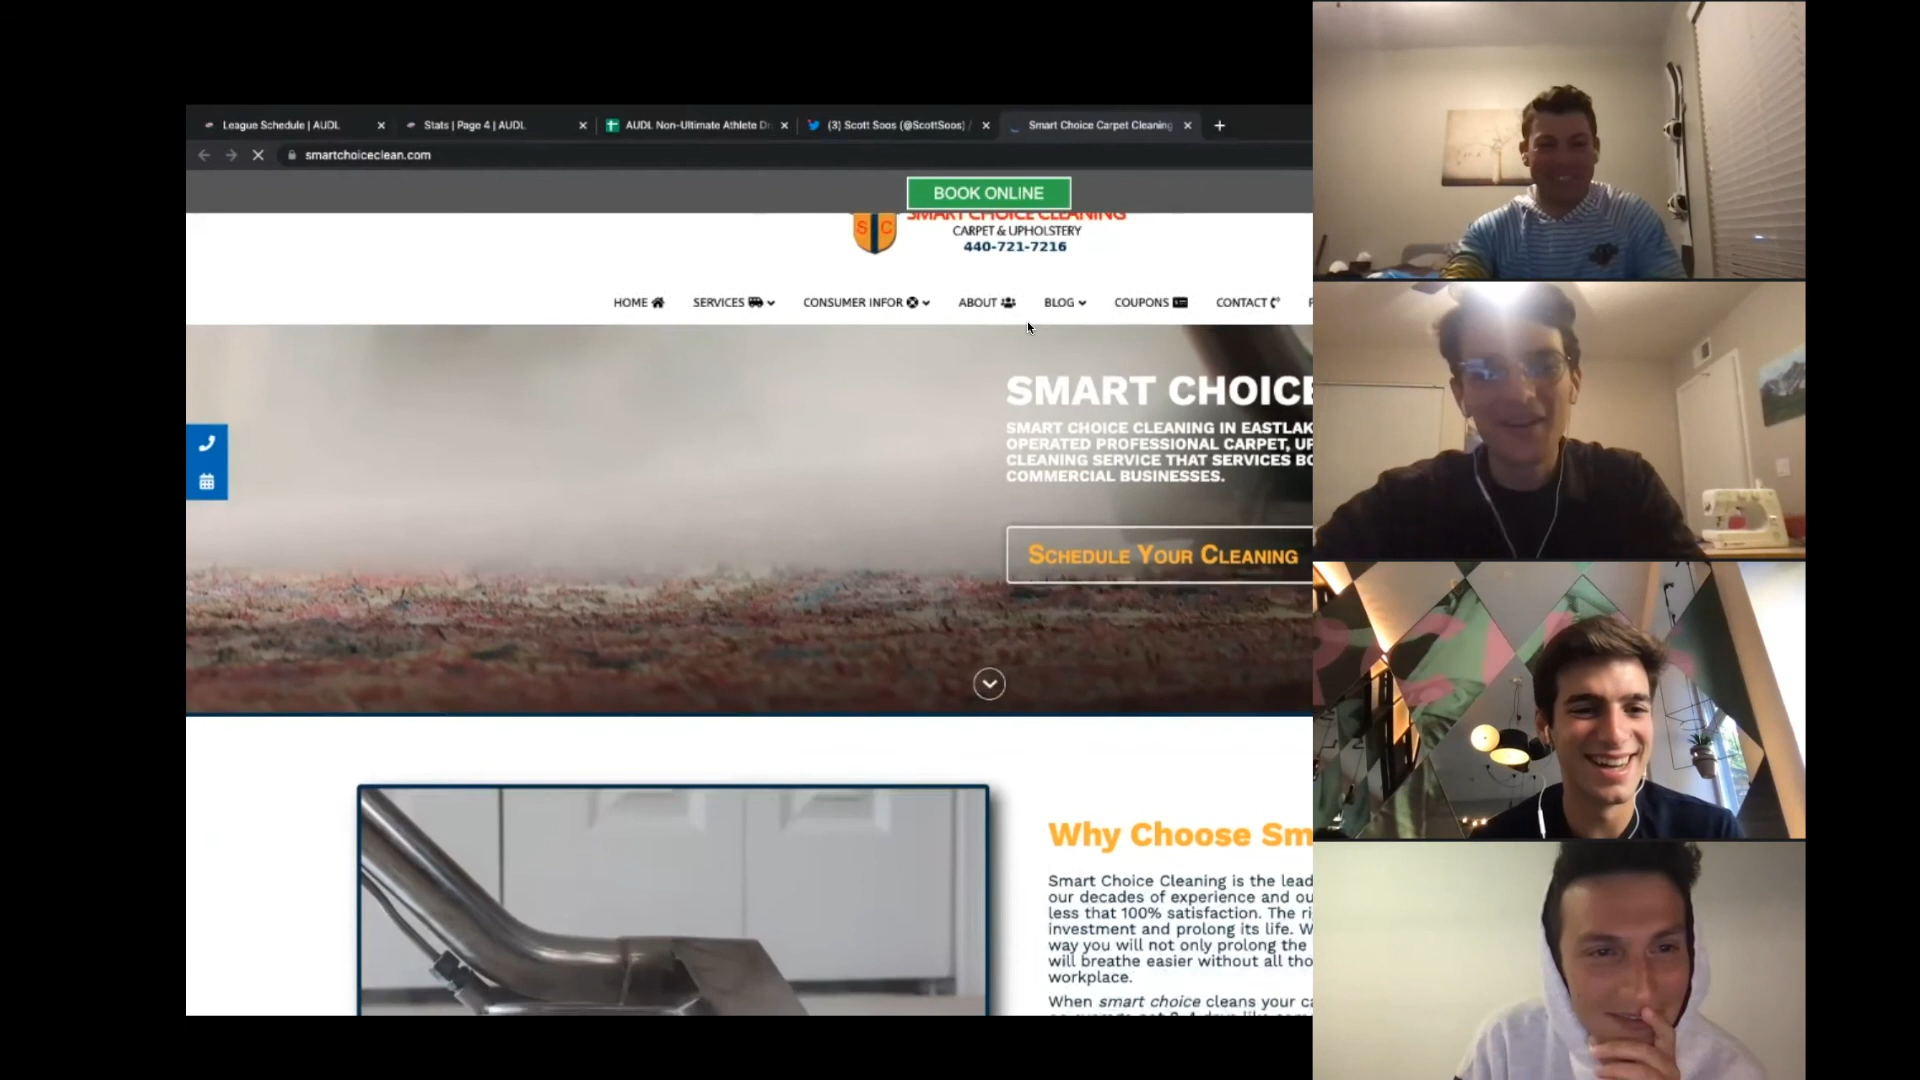 League Schedule | AUDL
Stats | Page 4 | AUDL
AUDL Non-Ultimate Athlete Dr
(3) Scott Soos (@ScottSoos) /
Smart Choice Carpet Cleaning
smartchoiceclean.com
BOOK ONLINE
SMART CHOICE CLEANING
S C
CARPET & UPHOLSTERY
440-721-7216
HOME
SERVICES
CONSUMER INFOR
ABOUT
BLOG
COUPONS
CONTACT
SMART CHOICE
SMART CHOICE CLEANING IN EASTLAK
OPERATED PROFESSIONAL CARPET, UP
CLEANING SERVICE THAT SERVICES BO
COMMERCIAL BUSINESSES.
Schedule Your Cleaning
Why Choose Sm
Smart Choice Cleaning is the lead
our decades of experience and ou
less that 100% satisfaction. The ri
investment and prolong its life. W
way you will not only prolong the
will breathe easier without all tho
workplace.
When smart choice cleans your ca